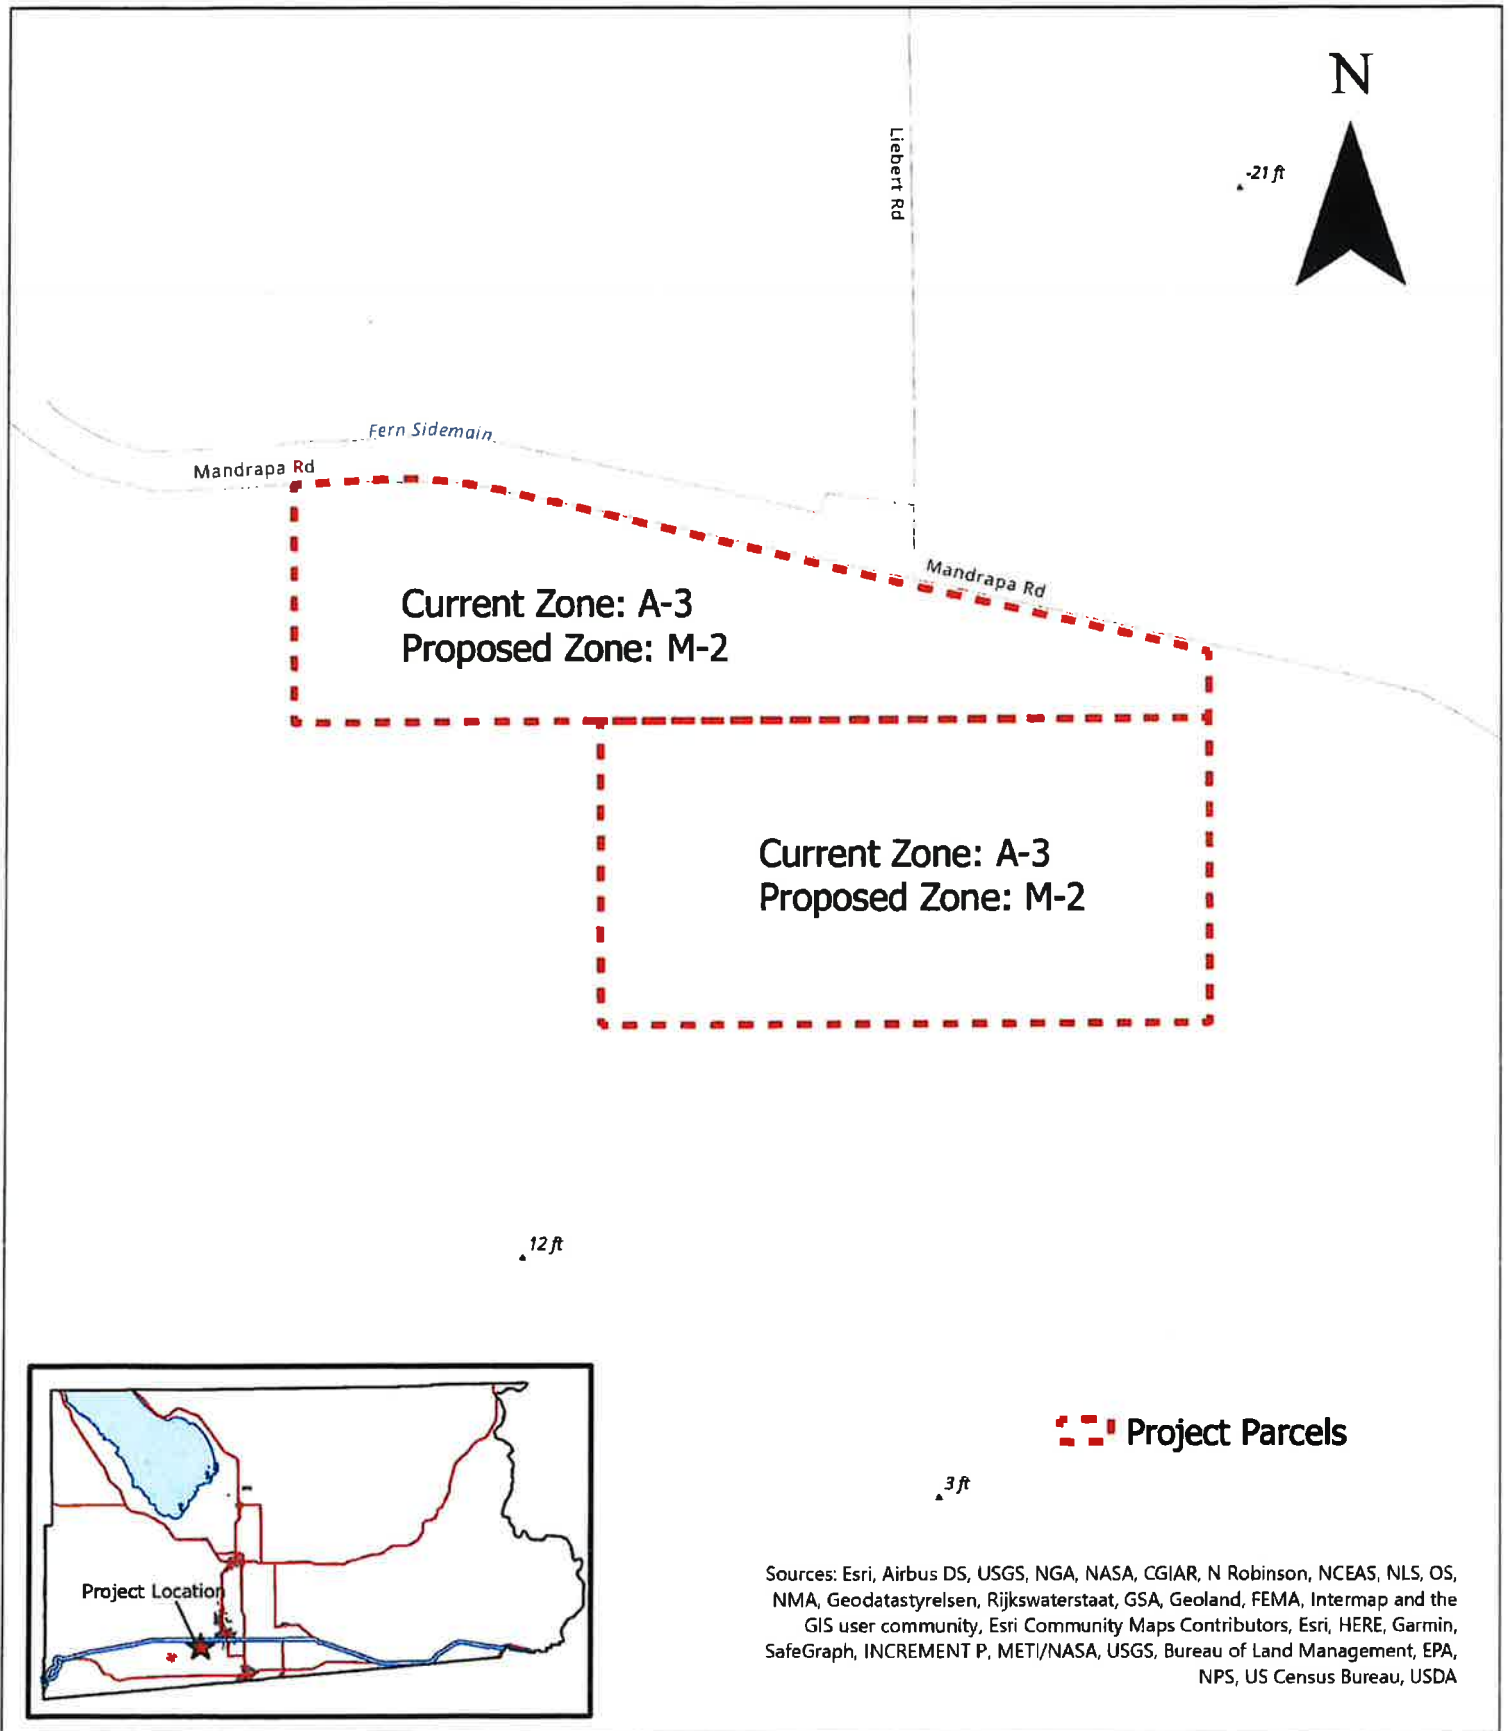 N
Liebert Rd
-21 ft
Fern Sidemain
Mandrapa Rd
Mandrapa Rd
Current Zone: A-3
Proposed Zone: M-2
Current Zone: A-3
Proposed Zone: M-2
12 ft
Project Parcels
3 ft
Project Location
Sources: Esri, Airbus DS, USGS, NGA, NASA, CGIAR, N Robinson, NCEAS, NLS, OS,
NMA, Geodatastyrelsen, Rijkswaterstaat, GSA, Geoland, FEMA, Intermap and the
GIS user community, Esri Community Maps Contributors, Esri, HERE, Garmin,
SafeGraph, INCREMENT P, METI/NASA, USGS, Bureau of Land Management, EPA,
NPS, US Census Bureau, USDA